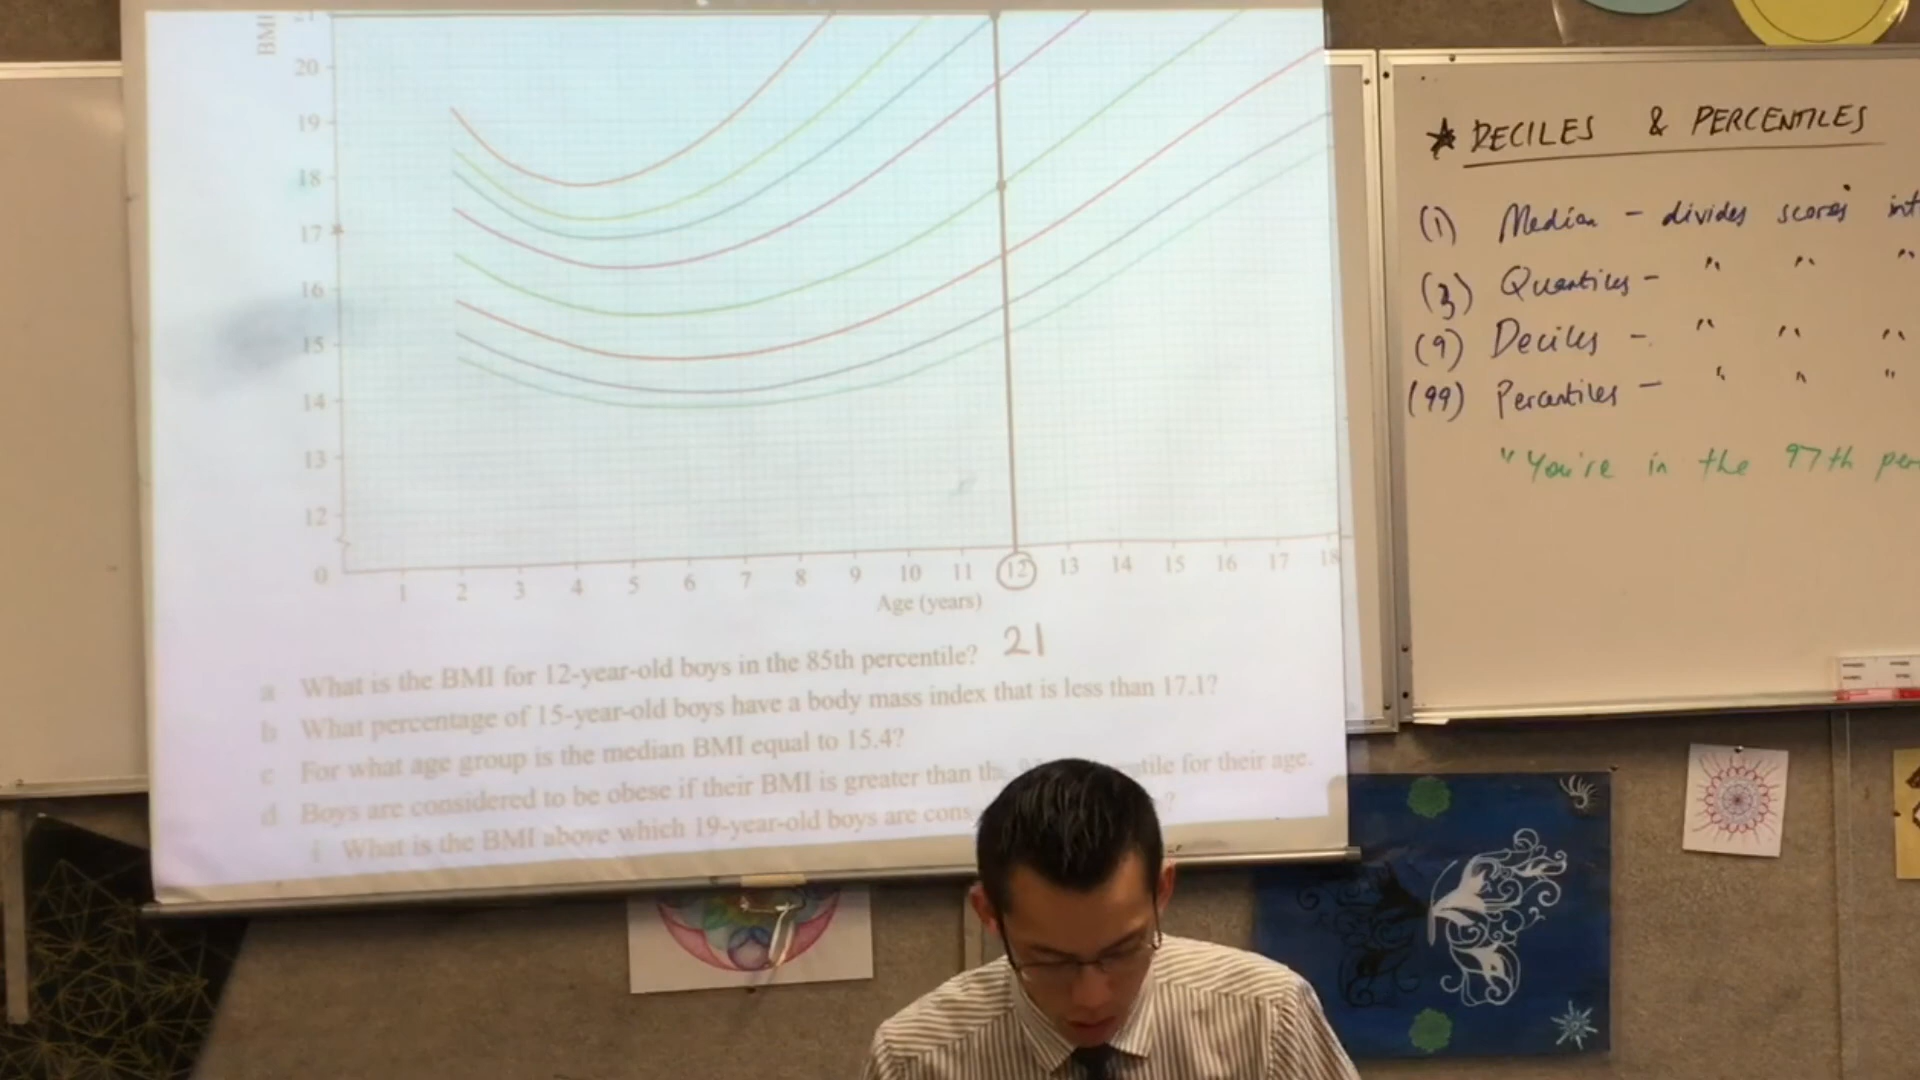 BMI
21
20
19
18
17
16
15
14
13
12
0
1 2 3 4 5 6 7 8 9 10 11 12 13 14 15 16 17 18
Age (years)
a What is the BMI for 12-year-old boys in the 85th percentile? 21
b What percentage of 15-year-old boys have a body mass index that is less than 17.1?
c For what age group is the median BMI equal to 15.4?
d Boys are considered to be obese if their BMI is greater than for their age.
i What is the BMI above which 19-year-old boys are ?
★ DECILES & PERCENTILES
(1) Median - divides scores
(3) Quartiles - " " "
(9) Deciles - " " "
(99) Percentiles - " " "
"You're in the 97th